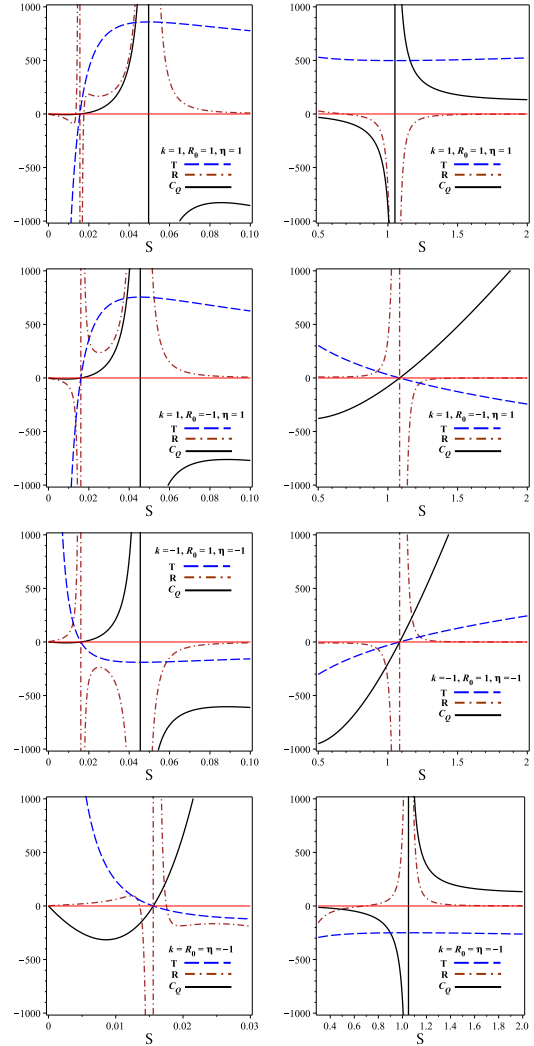 1000
500
0
−500
−1000
k = 1, R0 = 1, η = 1
T
R
CQ
0 0.02 0.04 0.06 0.08 0.10
S
1000
500
0
−500
−1000
k = 1, R0 = 1, η = 1
T
R
CQ
0.5 1 1.5 2
S
1000
500
0
−500
−1000
k = 1, R0 = −1, η = 1
T
R
CQ
0 0.02 0.04 0.06 0.08 0.10
S
1000
500
0
−500
−1000
k = 1, R0 = −1, η = 1
T
R
CQ
0.5 1 1.5 2
S
1000
500
0
−500
−1000
k = −1, R0 = 1, η = −1
T
R
CQ
0 0.02 0.04 0.06 0.08 0.10
S
1000
500
0
−500
−1000
k = −1, R0 = 1, η = −1
T
R
CQ
0.5 1 1.5 2
S
1000
500
0
−500
−1000
k = R0 = η = −1
T
R
CQ
0 0.01 0.02 0.03
S
1000
500
0
−500
−1000
k = R0 = η = −1
T
R
CQ
0.4 0.6 0.8 1.0 1.2 1.4 1.6 1.8 2.0
S